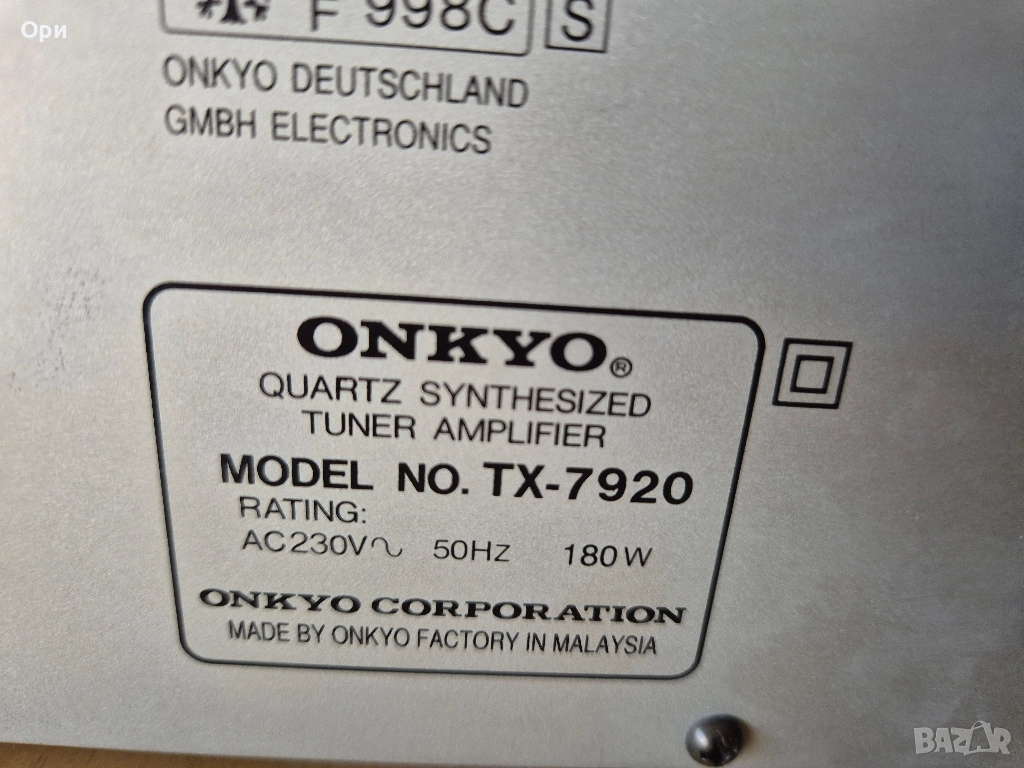 Ори
F 998C S
ONKYO DEUTSCHLAND
GMBH ELECTRONICS
ONKYO®
QUARTZ SYNTHESIZED
TUNER AMPLIFIER
MODEL NO. TX-7920
RATING:
AC230V∿ 50HZ 180W
ONKYO CORPORATION
MADE BY ONKYO FACTORY IN MALAYSIA
BAZAR